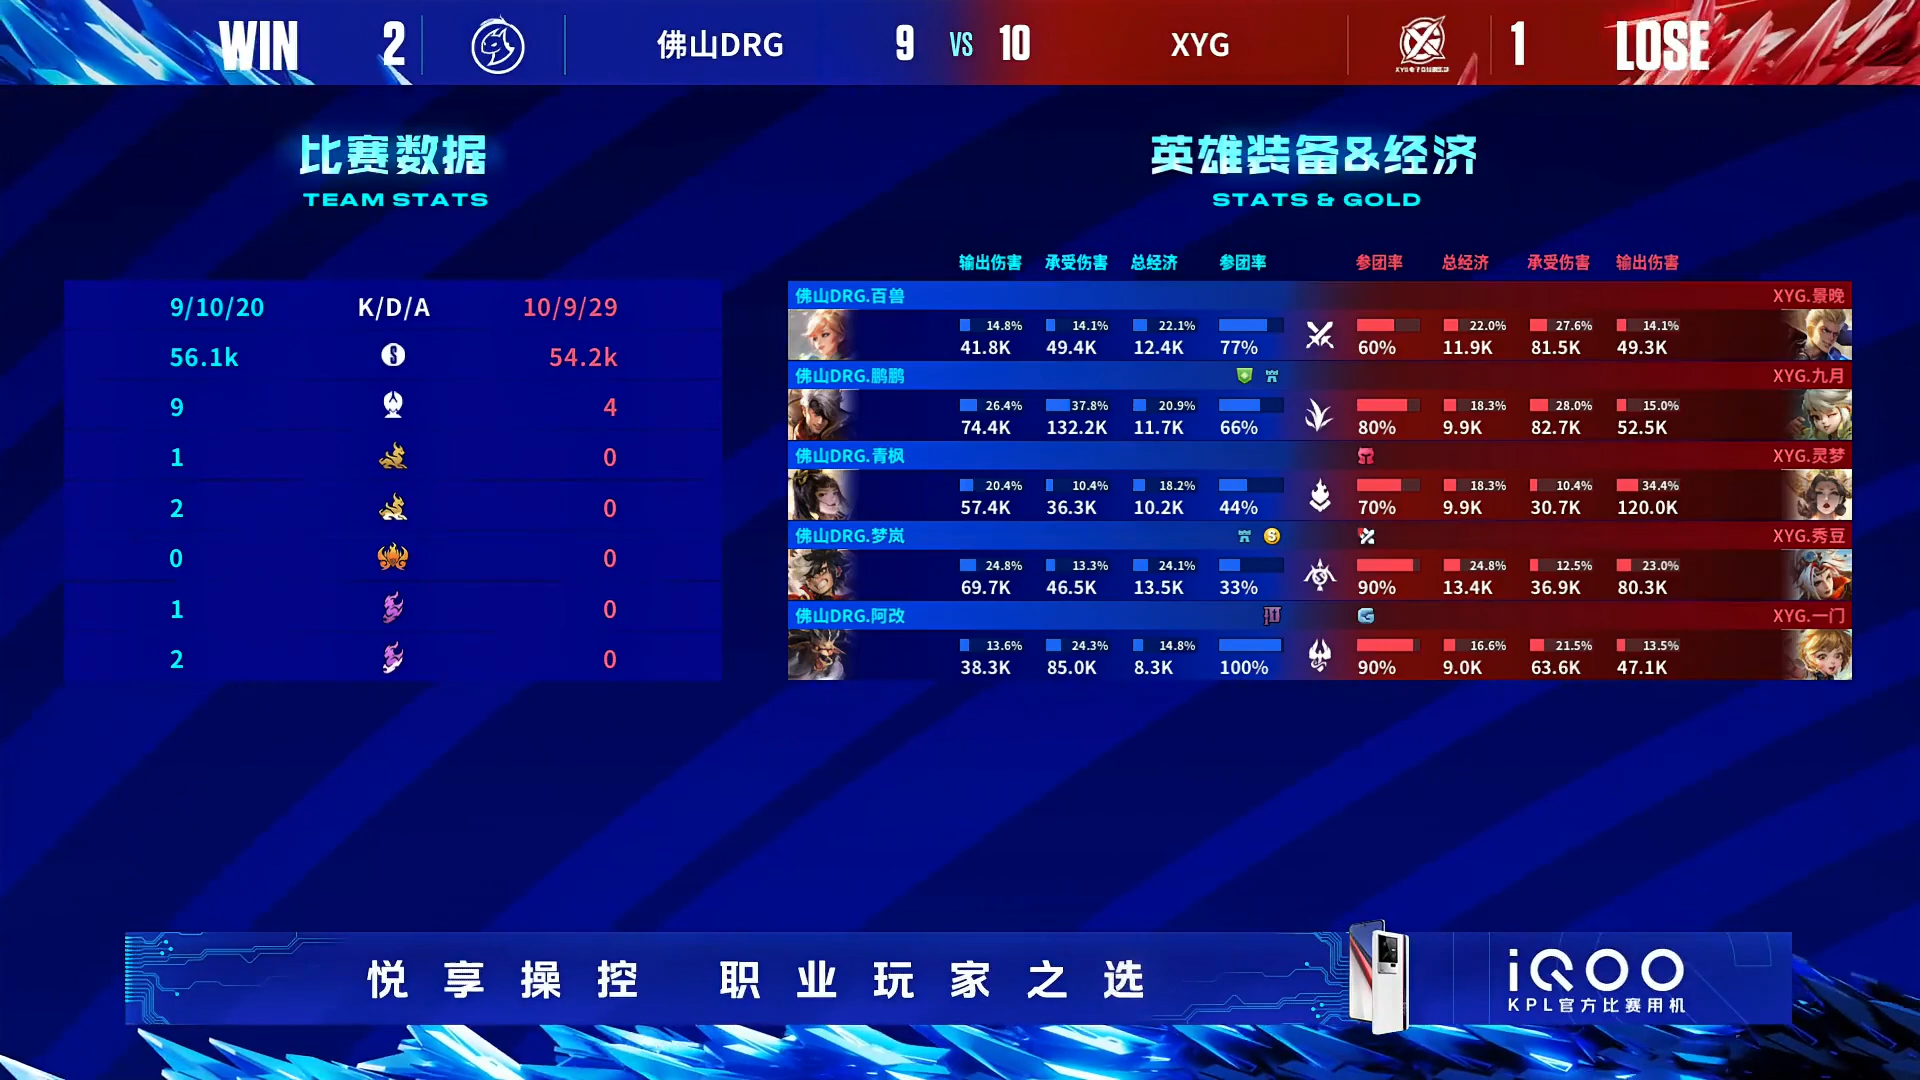 WIN 2 佛山DRG 9 VS 10 XYG 1 LOSE
比赛数据
TEAM STATS
9/10/20 K/D/A 10/9/29
56.1k 54.2k
9 4
1 0
2 0
0 0
1 0
2 0
英雄装备&经济
STATS & GOLD
输出伤害 承受伤害 总经济 参团率 参团率 总经济 承受伤害 输出伤害
佛山DRG.百兽 XYG.景晚
14.8% 14.1% 22.1% 22.0% 27.6% 14.1%
41.8K 49.4K 12.4K 77% 60% 11.9K 81.5K 49.3K
佛山DRG.鹏鹏 XYG.九月
26.4% 37.8% 20.9% 18.3% 28.0% 15.0%
74.4K 132.2K 11.7K 66% 80% 9.9K 82.7K 52.5K
佛山DRG.青枫 XYG.灵梦
20.4% 10.4% 18.2% 18.3% 10.4% 34.4%
57.4K 36.3K 10.2K 44% 70% 9.9K 30.7K 120.0K
佛山DRG.梦岚 XYG.秀豆
24.8% 13.3% 24.1% 24.8% 12.5% 23.0%
69.7K 46.5K 13.5K 33% 90% 13.4K 36.9K 80.3K
佛山DRG.阿改 XYG.一门
13.6% 24.3% 14.8% 16.6% 21.5% 13.5%
38.3K 85.0K 8.3K 100% 90% 9.0K 63.6K 47.1K
悦享操控 职业玩家之选
iQOO
KPL官方比赛用机